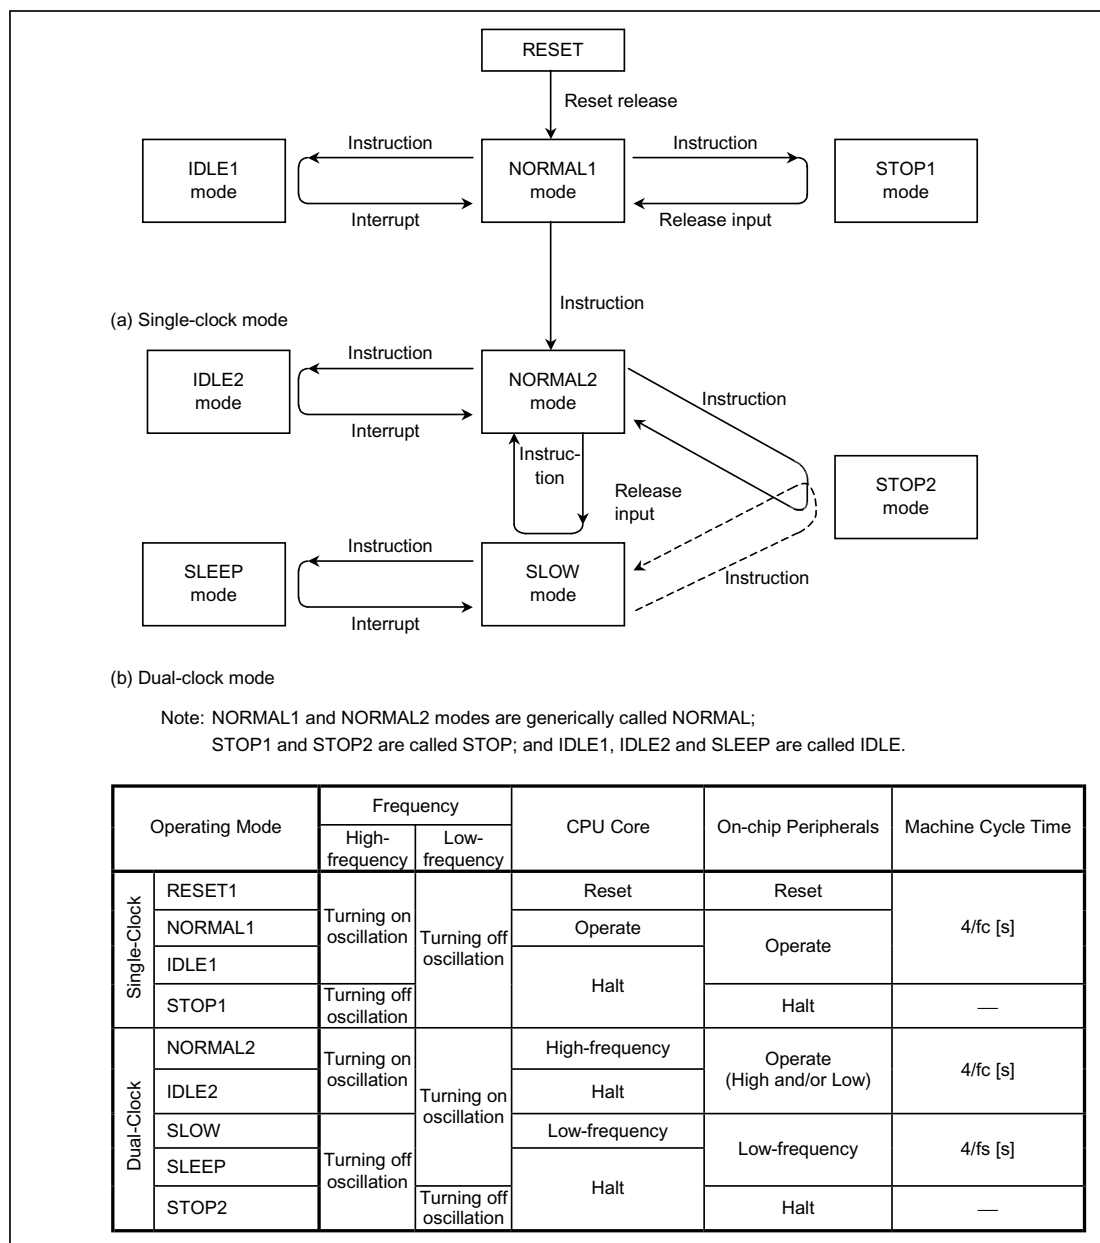 RESET
Reset release
Instruction
Instruction
IDLE1
mode
NORMAL1
mode
STOP1
mode
Interrupt
Release input
Instruction
(a) Single-clock mode
Instruction
IDLE2
mode
NORMAL2
mode
Instruction
Interrupt
Instruc-
tion
Release
input
STOP2
mode
Instruction
SLEEP
mode
SLOW
mode
Instruction
Interrupt
(b) Dual-clock mode
Note: NORMAL1 and NORMAL2 modes are generically called NORMAL;
STOP1 and STOP2 are called STOP; and IDLE1, IDLE2 and SLEEP are called IDLE.
Operating Mode
Frequency
High-
frequency
Low-
frequency
CPU Core
On-chip Peripherals
Machine Cycle Time
Single-Clock
RESET1
Turning on
oscillation
Turning off
oscillation
Reset
Reset
4/fc [s]
NORMAL1
Operate
Operate
IDLE1
Halt
STOP1
Turning off
oscillation
Halt
—
Dual-Clock
NORMAL2
Turning on
oscillation
Turning on
oscillation
High-frequency
Operate
(High and/or Low)
4/fc [s]
IDLE2
Halt
SLOW
Turning off
oscillation
Low-frequency
Low-frequency
4/fs [s]
SLEEP
Halt
STOP2
Turning off
oscillation
Halt
—